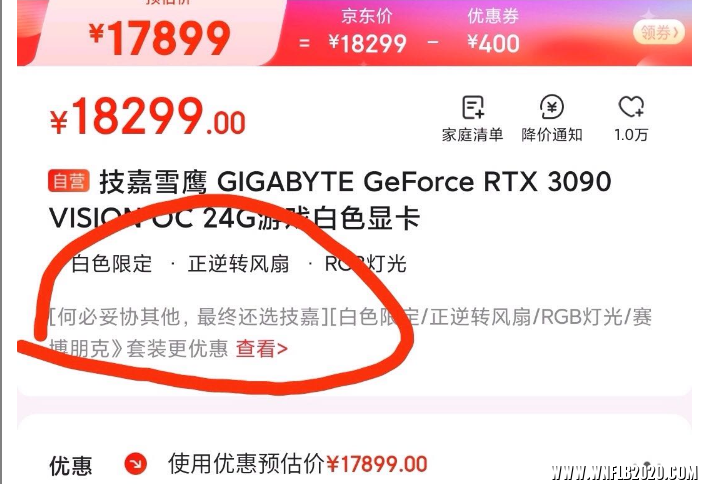 预估价
¥17899 = 京东价 ¥18299 - 优惠券 ¥400 领券>
¥18299.00
家庭清单 降价通知 1.0万
自营 技嘉雪鹰 GIGABYTE GeForce RTX 3090
VISION OC 24G游戏白色显卡
白色限定 · 正逆转风扇 · RGB灯光
[何必妥协其他, 最终还选技嘉][白色限定/正逆转风扇/RGB灯光/赛
博朋克》套装更优惠 查看>
优惠 使用优惠预估价¥17899.00
WWW.WNFLB2020.COM